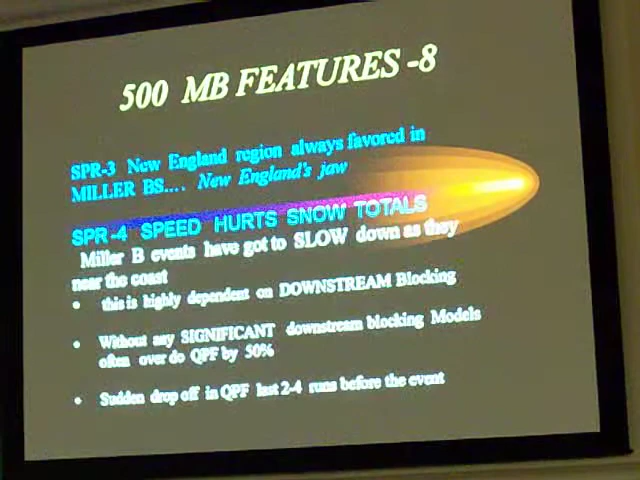 500 MB FEATURES -8
SPR-3 New England region always favored in
MILLER BS.... New England's jaw
SPR -4 SPEED HURTS SNOW TOTALS
Miller B events have got to SLOW down as they
near the coast
• this is highly dependent on DOWNSTREAM Blocking
• Without any SIGNIFICANT downstream blocking Models
often over do QPF by 50%
• Sudden drop off in QPF last 2-4 runs before the event